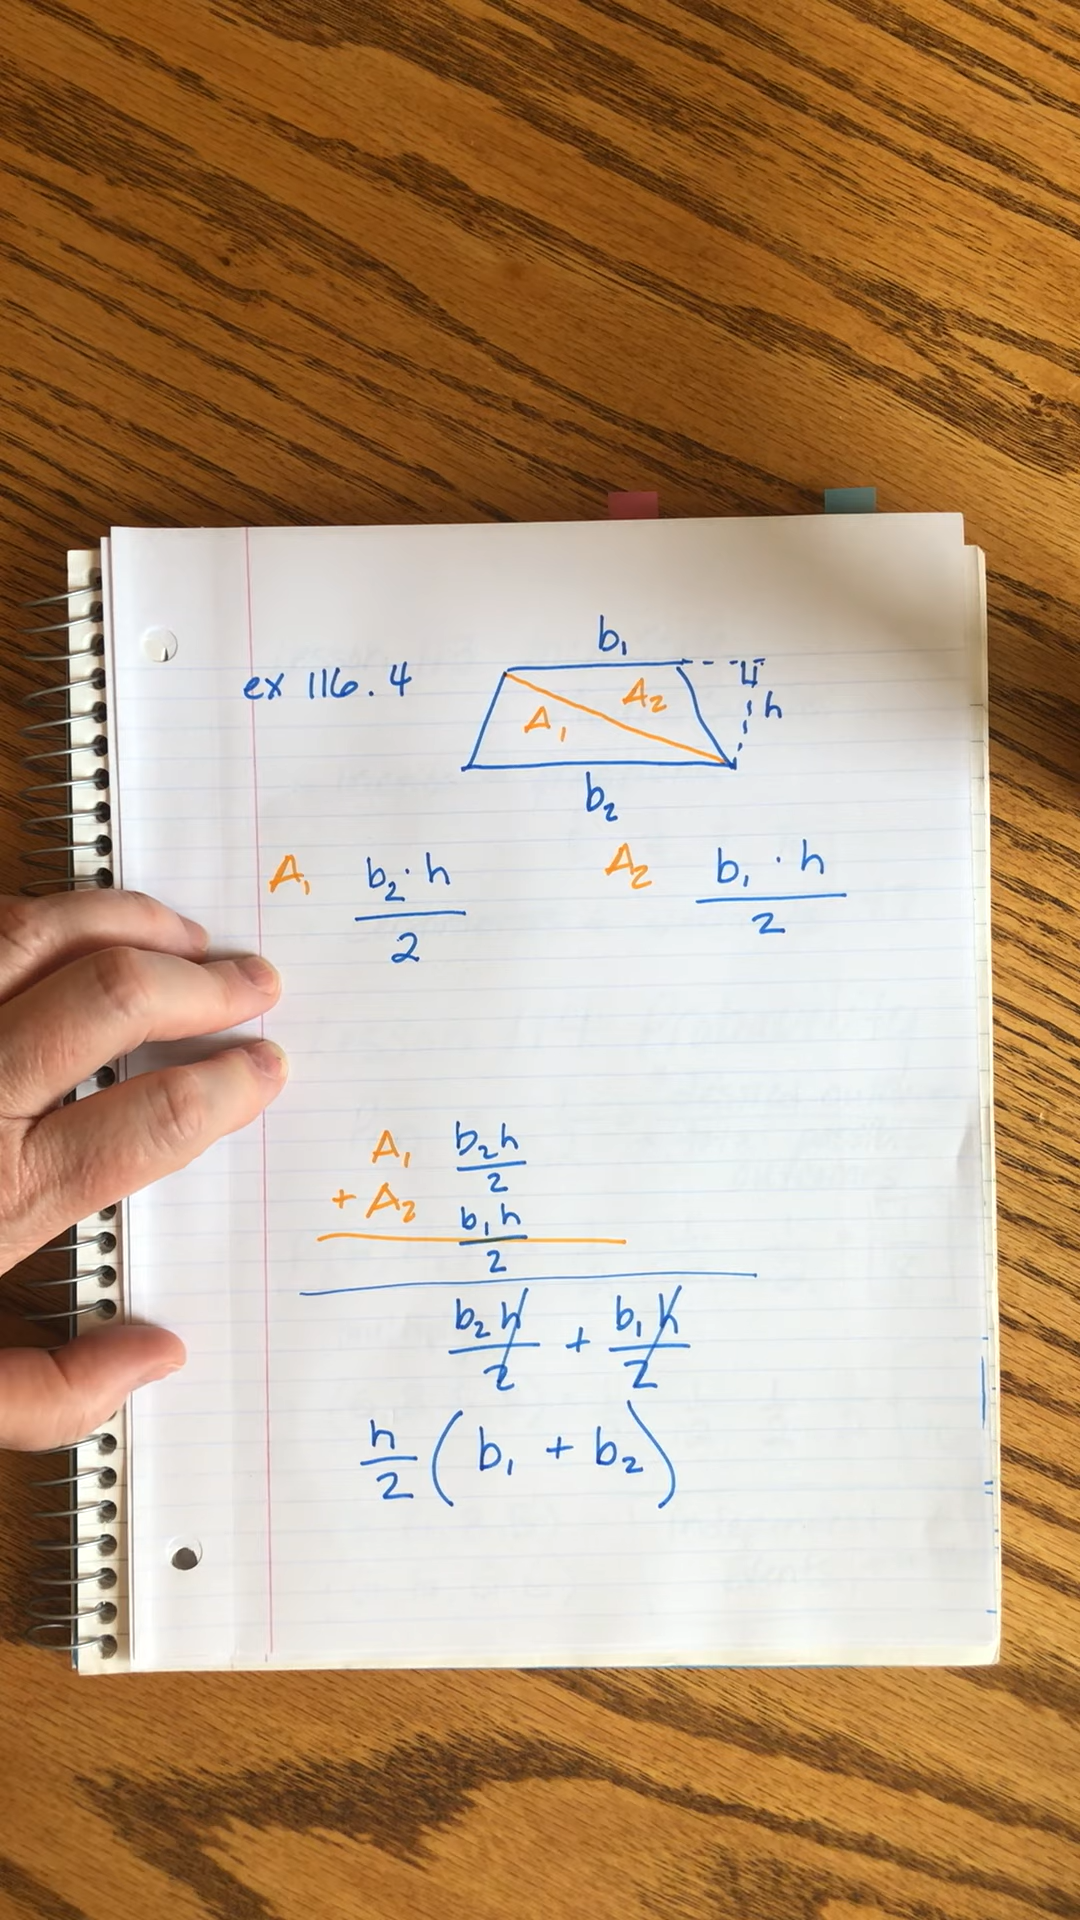 b₁
ex 116.4
A₂
h
A₁
b₂
A₁ b₂·h/2 A₂ b₁·h/2
A₁ b₂h/2
+ A₂ b₁h/2
b₂h/2 + b₁h/2
h/2 (b₁ + b₂)